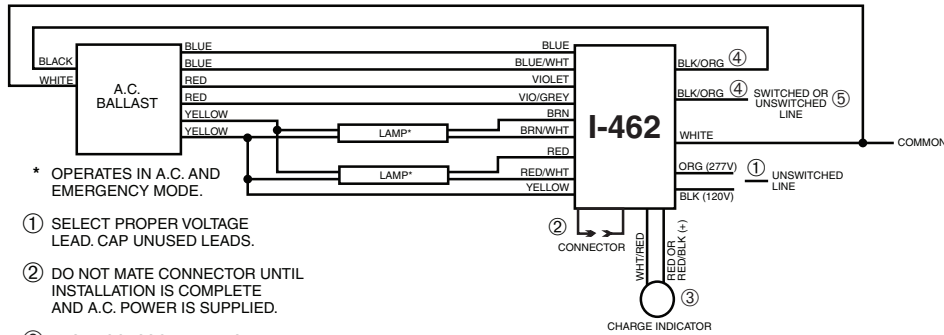 BLACK
WHITE
A.C.
BALLAST
BLUE
BLUE
RED
RED
YELLOW
YELLOW
LAMP*
LAMP*
BLUE
BLUE/WHT
VIOLET
VIO/GREY
BRN
BRN/WHT
RED
RED/WHT
YELLOW
I-462
BLK/ORG ④
BLK/ORG ④ SWITCHED OR
UNSWITCHED ⑤
LINE
WHITE
COMMON
ORG (277V) ① UNSWITCHED
LINE
BLK (120V)
② CONNECTOR
WHT/RED
RED OR
RED/BLK (+)
③
CHARGE INDICATOR
* OPERATES IN A.C. AND
EMERGENCY MODE.
① SELECT PROPER VOLTAGE
LEAD. CAP UNUSED LEADS.
② DO NOT MATE CONNECTOR UNTIL
INSTALLATION IS COMPLETE
AND A.C. POWER IS SUPPLIED.